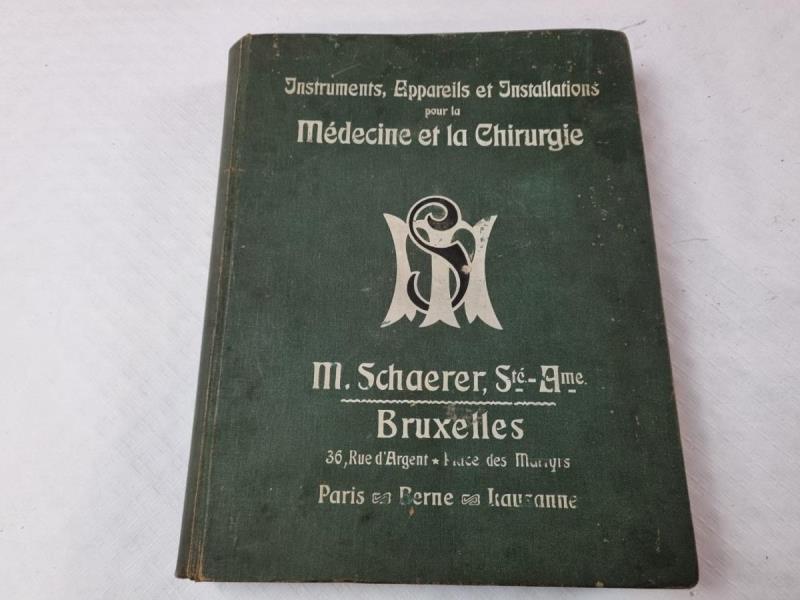 Instruments, Appareils et Installations
pour la
Médecine et la Chirurgie
MS
M. Schaerer, Sté.-Ame.
Bruxelles
36, Rue d'Argent ★ Place des Martyrs
Paris Berne Lausanne